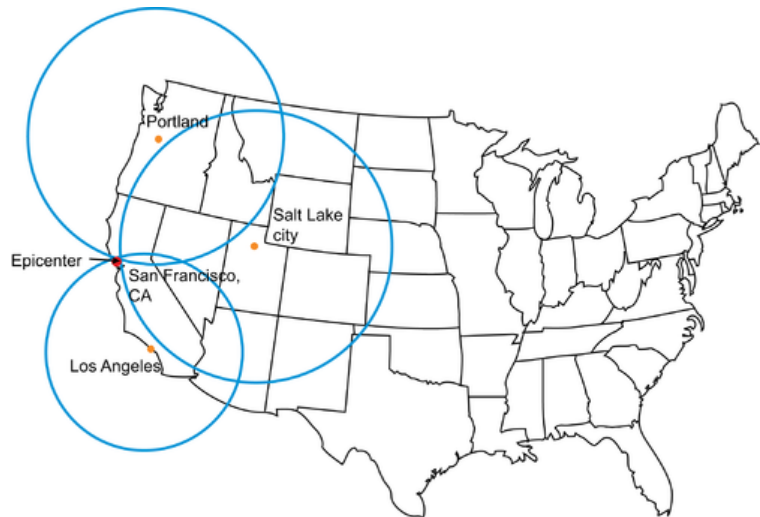 Portland
Salt Lake
city
Epicenter
San Francisco,
CA
Los Angeles